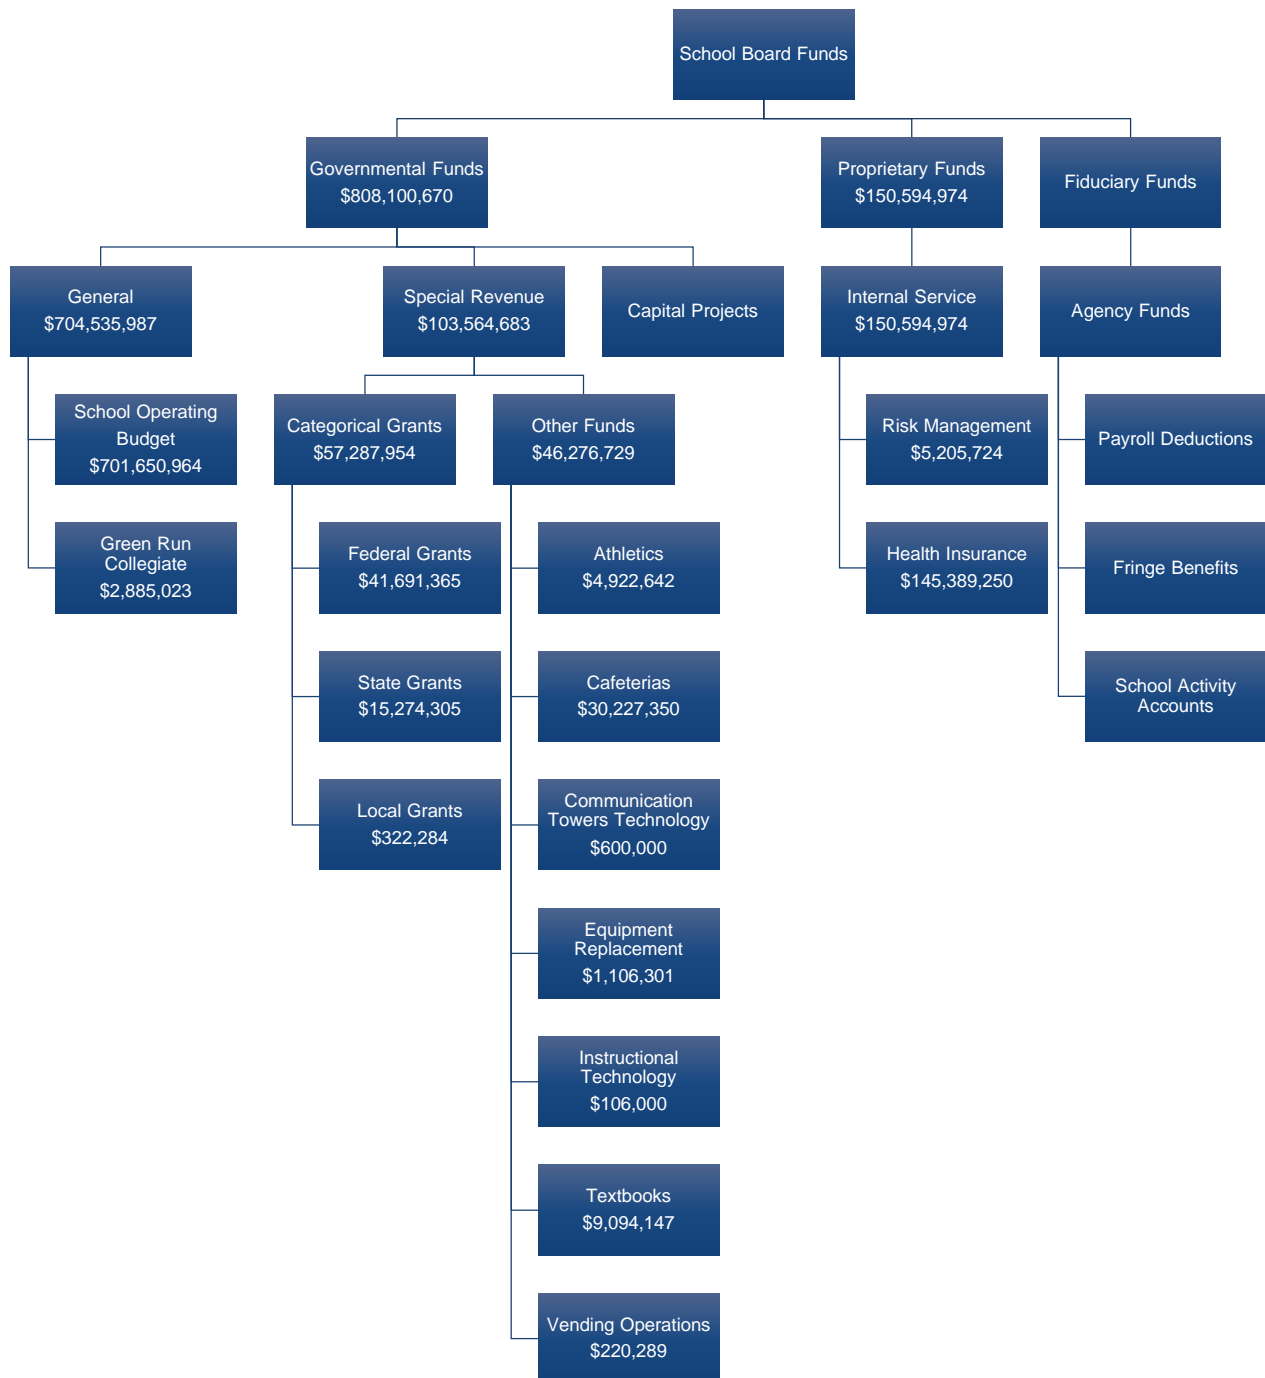 School Board Funds
Governmental Funds
$808,100,670
Proprietary Funds
$150,594,974
Fiduciary Funds
General
$704,535,987
Special Revenue
$103,564,683
Capital Projects
Internal Service
$150,594,974
Agency Funds
School Operating
Budget
$701,650,964
Categorical Grants
$57,287,954
Other Funds
$46,276,729
Risk Management
$5,205,724
Payroll Deductions
Green Run
Collegiate
$2,885,023
Federal Grants
$41,691,365
Athletics
$4,922,642
Health Insurance
$145,389,250
Fringe Benefits
State Grants
$15,274,305
Cafeterias
$30,227,350
School Activity
Accounts
Local Grants
$322,284
Communication
Towers Technology
$600,000
Equipment
Replacement
$1,106,301
Instructional
Technology
$106,000
Textbooks
$9,094,147
Vending Operations
$220,289